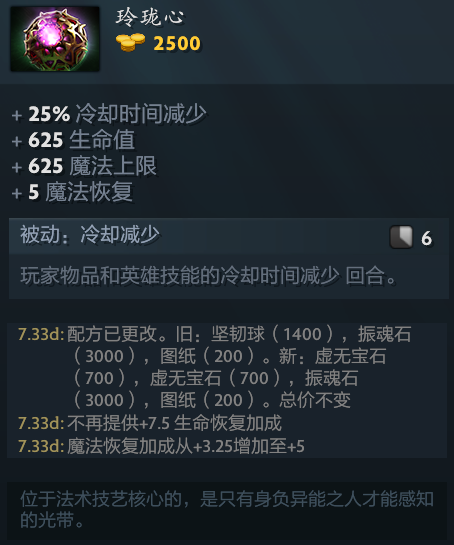 玲珑心
2500
+ 25% 冷却时间减少
+ 625 生命值
+ 625 魔法上限
+ 5 魔法恢复
被动：冷却减少 6
玩家物品和英雄技能的冷却时间减少 回合。
7.33d: 配方已更改。旧：坚韧球（1400），振魂石
（3000），图纸（200）。新：虚无宝石
（700），虚无宝石（700），振魂石
（3000），图纸（200）。总价不变
7.33d: 不再提供+7.5 生命恢复加成
7.33d: 魔法恢复加成从+3.25增加至+5
位于法术技艺核心的，是只有身负异能之人才能感知
的光带。